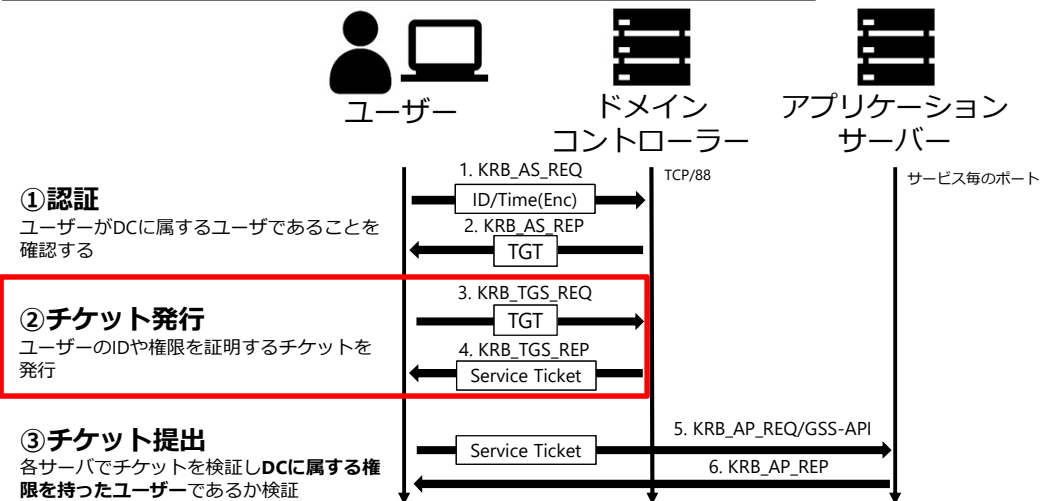 ユーザー
ドメイン
コントローラー
アプリケーション
サーバー
TCP/88
サービス毎のポート
①認証
ユーザーがDCに属するユーザであることを
確認する
1. KRB_AS_REQ
ID/Time(Enc)
2. KRB_AS_REP
TGT
②チケット発行
ユーザーのIDや権限を証明するチケットを
発行
3. KRB_TGS_REQ
TGT
4. KRB_TGS_REP
Service Ticket
③チケット提出
各サーバでチケットを検証しDCに属する権
限を持ったユーザーであるか検証
5. KRB_AP_REQ/GSS-API
Service Ticket
6. KRB_AP_REP